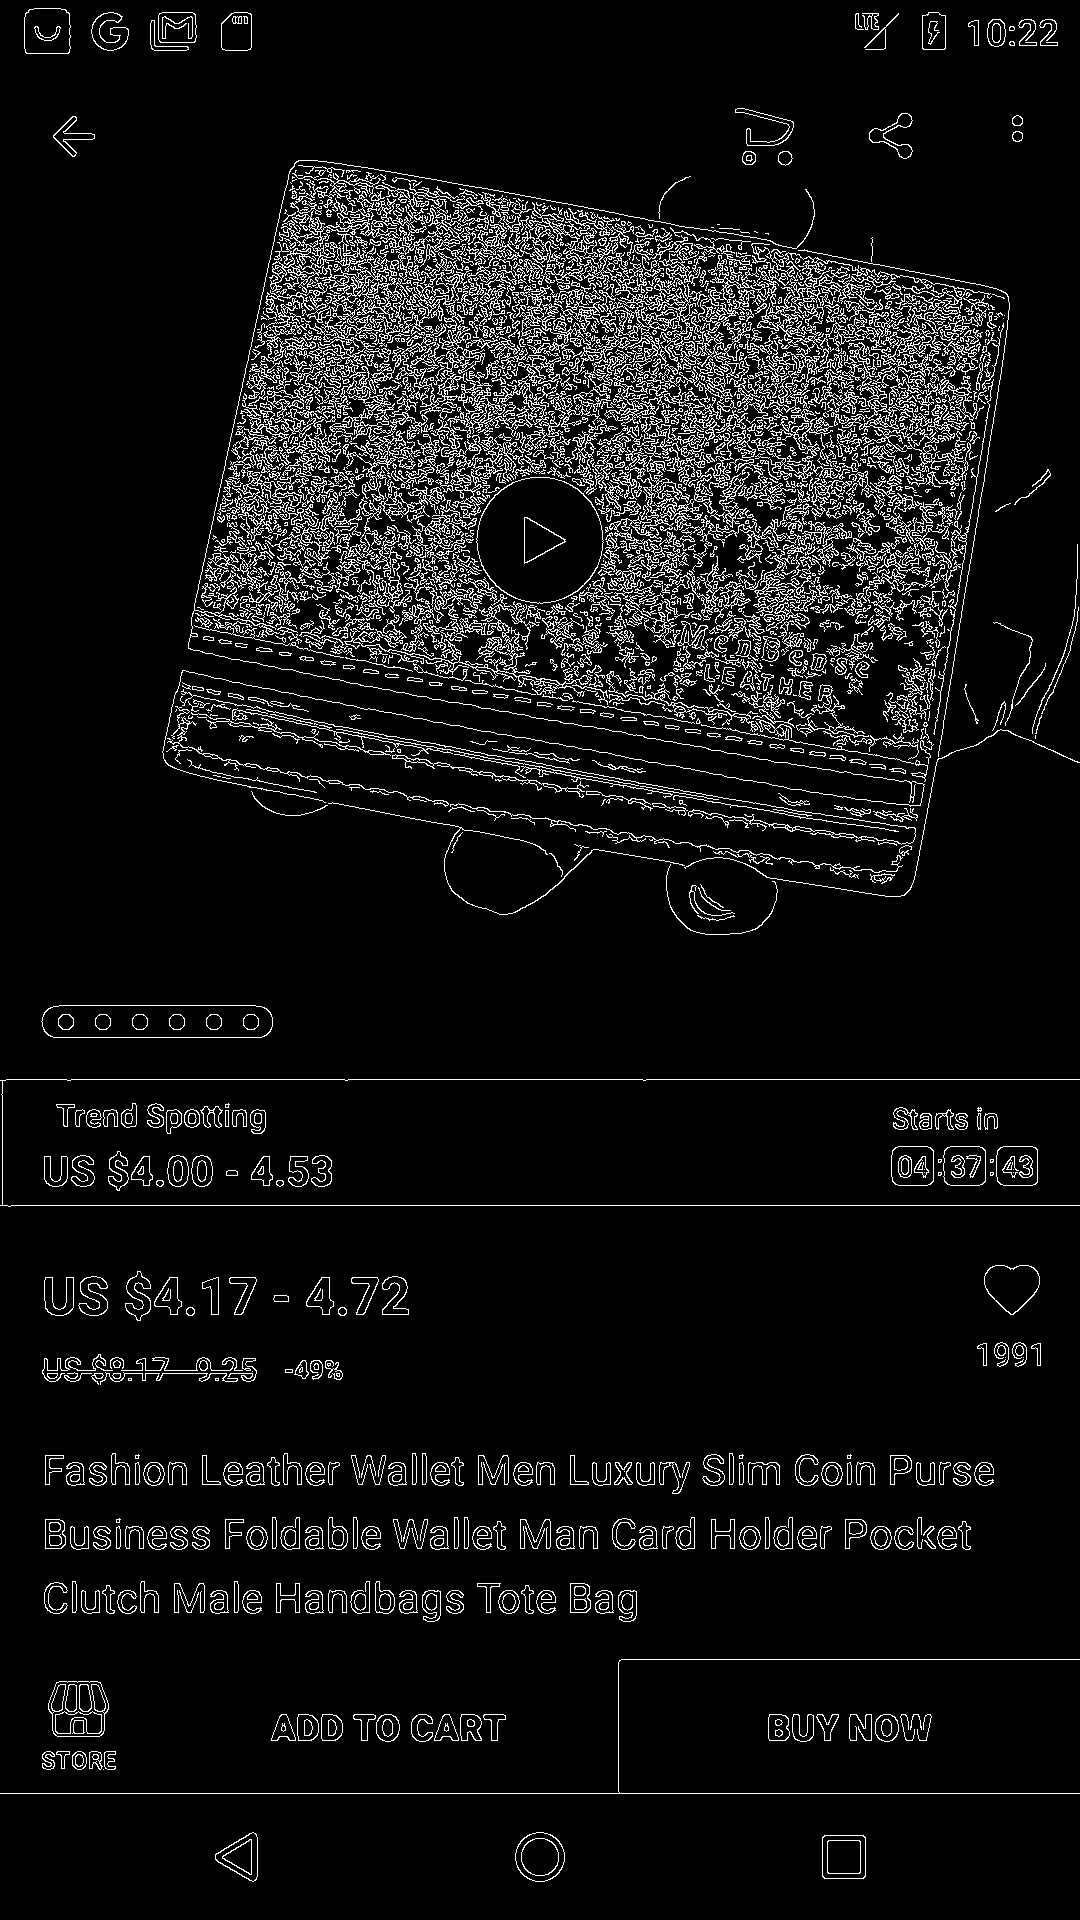 LTE 10:22
Menbense
LEATHER
Trend Spotting
Starts in
US $4.00 - 4.53
04:37:43
US $4.17 - 4.72
US $8.17 - 9.25 -49%
1991
Fashion Leather Wallet Men Luxury Slim Coin Purse
Business Foldable Wallet Man Card Holder Pocket
Clutch Male Handbags Tote Bag
STORE
ADD TO CART
BUY NOW